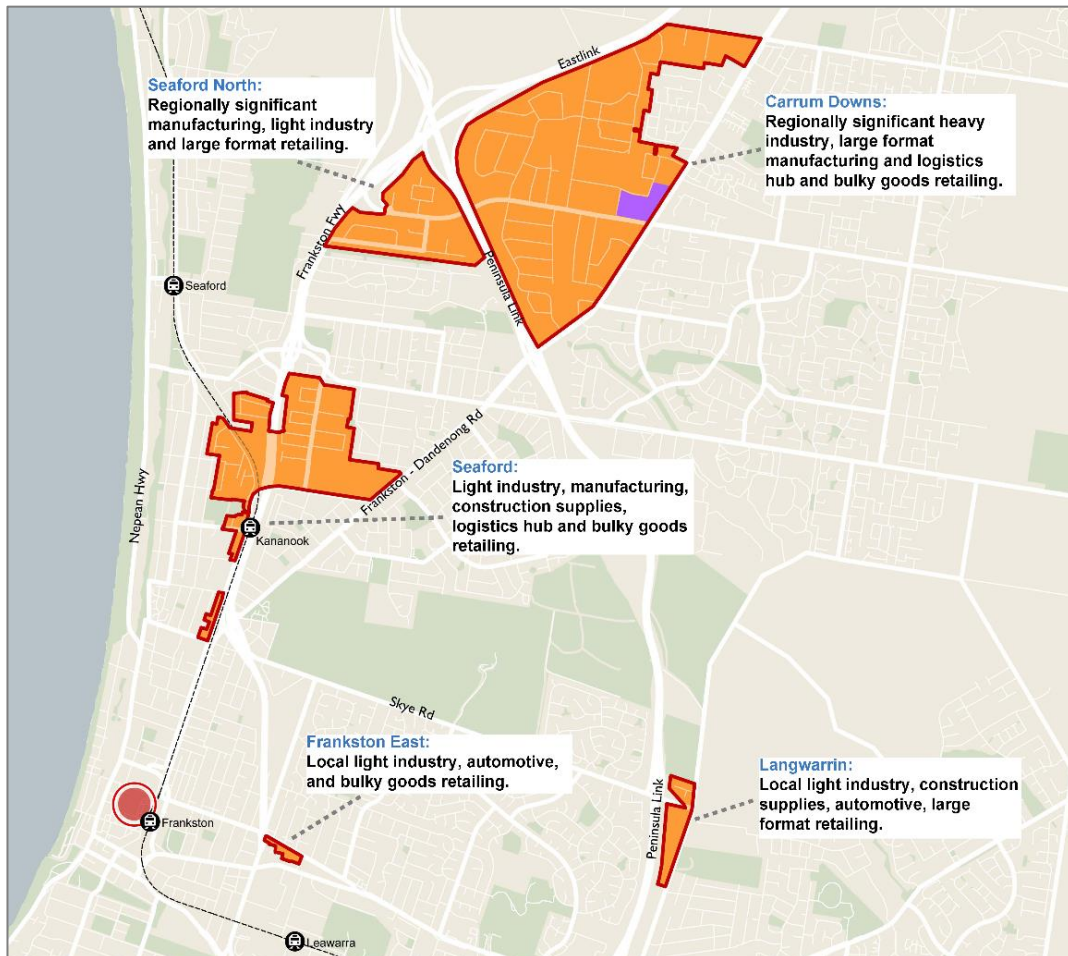 Eastlink
Seaford North:
Regionally significant
manufacturing, light industry
and large format retailing.
Carrum Downs:
Regionally significant heavy
industry, large format
manufacturing and logistics
hub and bulky goods retailing.
Frankston Fwy
Peninsula Link
Seaford
Nepean Hwy
Frankston - Dandenong Rd
Seaford:
Light industry, manufacturing,
construction supplies,
logistics hub and bulky goods
retailing.
Kananook
Skye Rd
Frankston East:
Local light industry, automotive,
and bulky goods retailing.
Peninsula Link
Langwarrin:
Local light industry, construction
supplies, automotive, large
format retailing.
Frankston
Leawarra